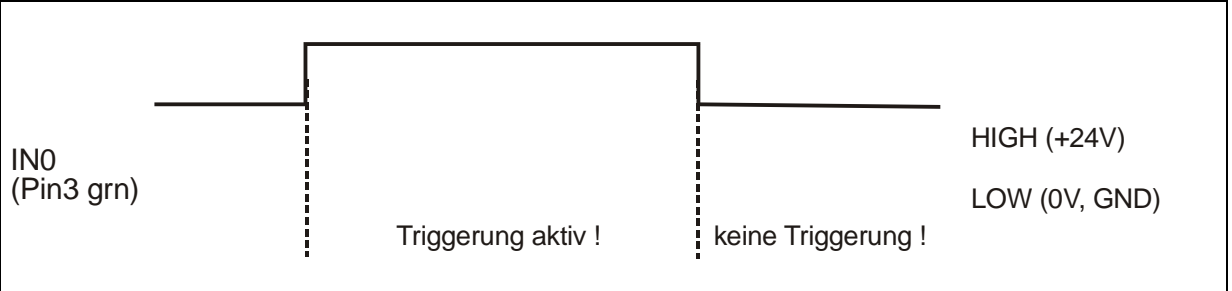 HIGH (+24V)
IN0
(Pin3 grn)
LOW (0V, GND)
Triggerung aktiv !
keine Triggerung !